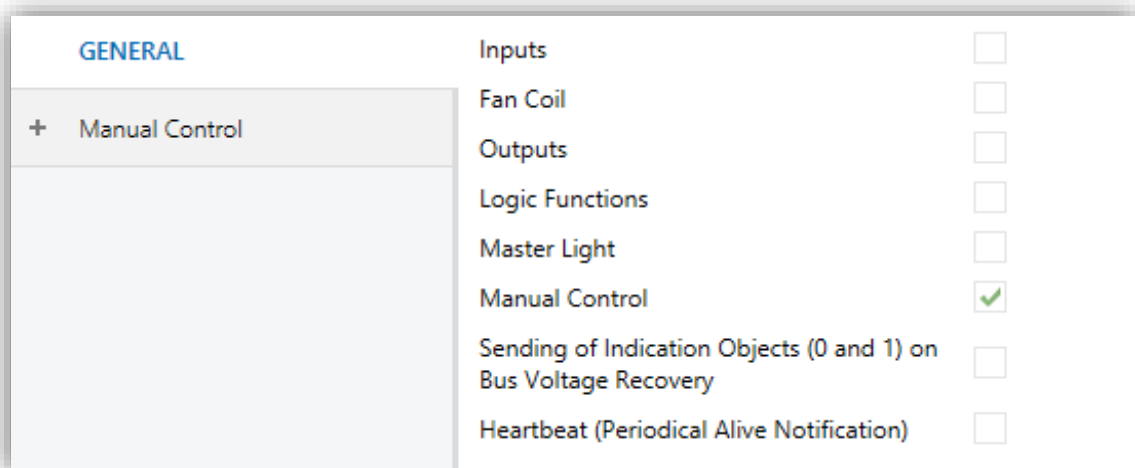 GENERAL
+ Manual Control
Inputs
Fan Coil
Outputs
Logic Functions
Master Light
Manual Control
Sending of Indication Objects (0 and 1) on
Bus Voltage Recovery
Heartbeat (Periodical Alive Notification)